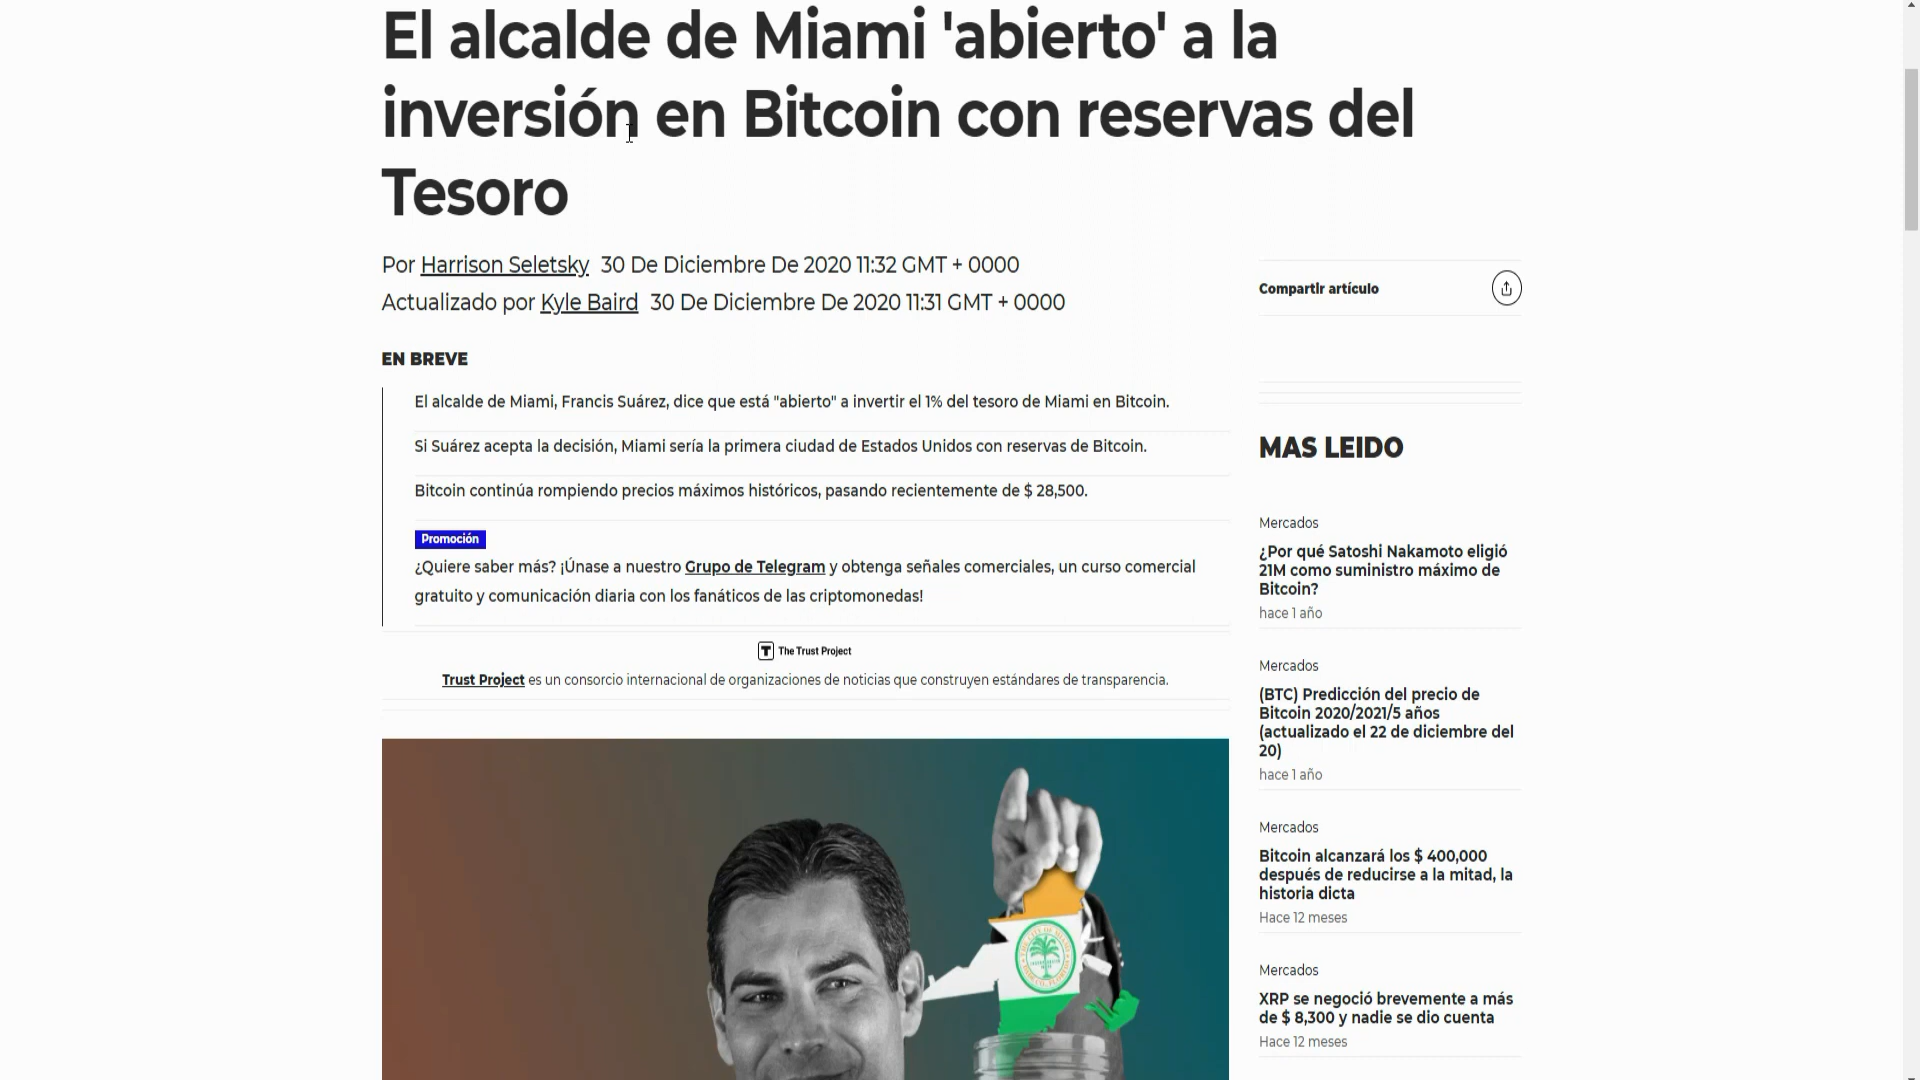 El alcalde de Miami 'abierto' a la
inversión en Bitcoin con reservas del
Tesoro
Por Harrison Seletsky 30 De Diciembre De 2020 11:32 GMT + 0000
Actualizado por Kyle Baird 30 De Diciembre De 2020 11:31 GMT + 0000
EN BREVE
El alcalde de Miami, Francis Suárez, dice que está "abierto" a invertir el 1% del tesoro de Miami en Bitcoin.
Si Suárez acepta la decisión, Miami sería la primera ciudad de Estados Unidos con reservas de Bitcoin.
Bitcoin continúa rompiendo precios máximos históricos, pasando recientemente de $ 28,500.
Promoción
¿Quiere saber más? ¡Únase a nuestro Grupo de Telegram y obtenga señales comerciales, un curso comercial
gratuito y comunicación diaria con los fanáticos de las criptomonedas!
T The Trust Project
Trust Project es un consorcio internacional de organizaciones de noticias que construyen estándares de transparencia.
Compartir artículo
MAS LEIDO
Mercados
¿Por qué Satoshi Nakamoto eligió
21M como suministro máximo de
Bitcoin?
hace 1 año
Mercados
(BTC) Predicción del precio de
Bitcoin 2020/2021/5 años
(actualizado el 22 de diciembre del
20)
hace 1 año
Mercados
Bitcoin alcanzará los $ 400,000
después de reducirse a la mitad, la
historia dicta
Hace 12 meses
Mercados
XRP se negoció brevemente a más
de $ 8,300 y nadie se dio cuenta
Hace 12 meses